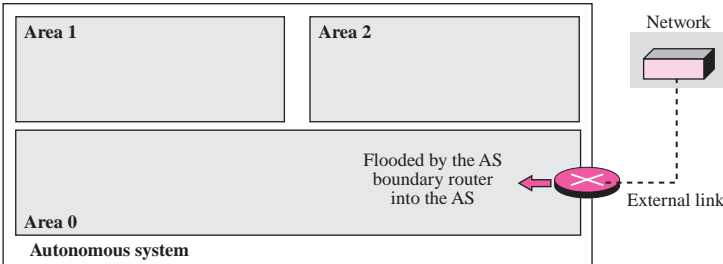 Area 1
Area 2
Network
Flooded by the AS
boundary router
into the AS
External link
Area 0
Autonomous system